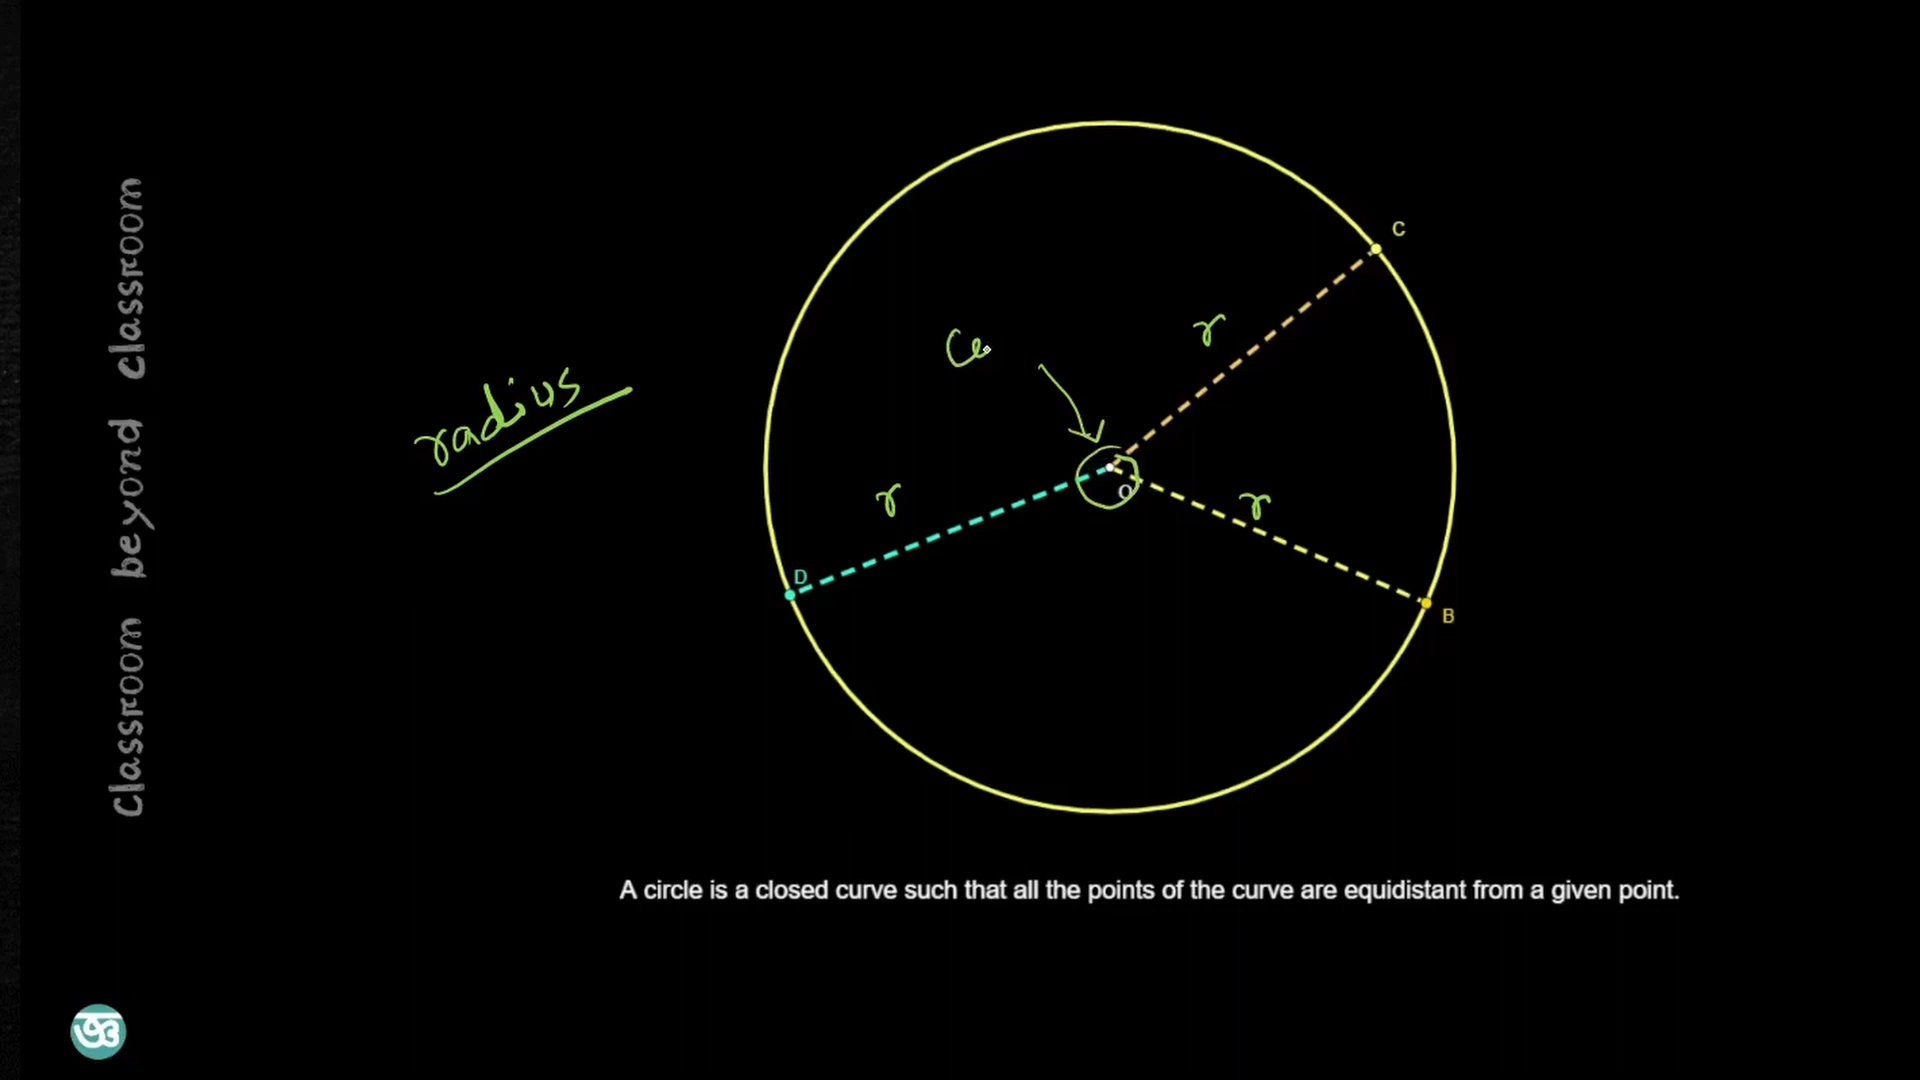 Classroom beyond Classroom
C
r
Ce
radius
r
O
r
D
B
A circle is a closed curve such that all the points of the curve are equidistant from a given point.